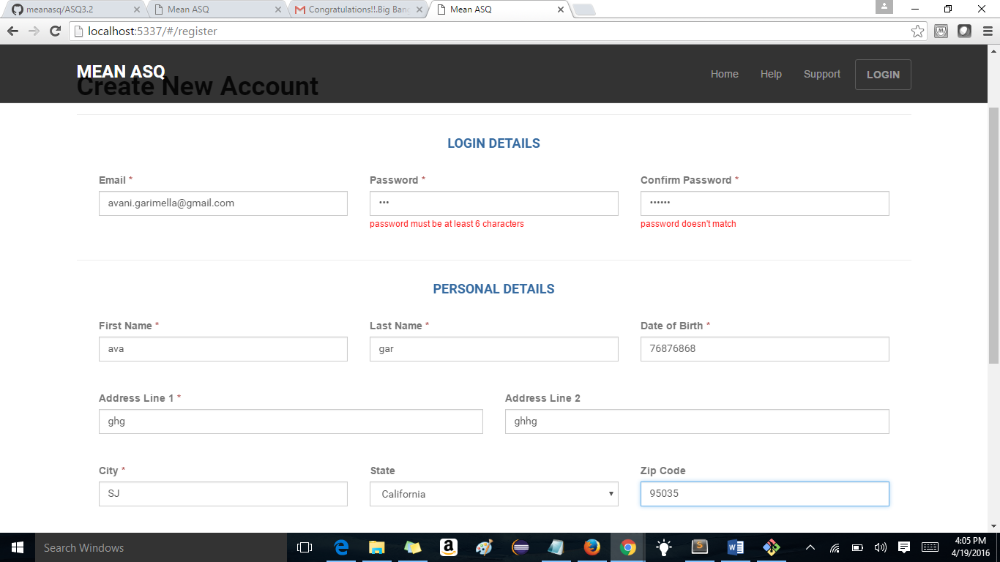 meanasq/ASQ3.2 Mean ASQ Congratulations!!.Big Bang Mean ASQ
localhost:5337/#/register
MEAN ASQ Home Help Support LOGIN
Create New Account
LOGIN DETAILS
Email * Password * Confirm Password *
avani.garimella@gmail.com ••• ••••••
password must be at least 6 characters password doesn't match
PERSONAL DETAILS
First Name * Last Name * Date of Birth *
ava gar 76876868
Address Line 1 * Address Line 2
ghg ghhg
City * State Zip Code
SJ California 95035
Search Windows 4:05 PM
4/19/2016